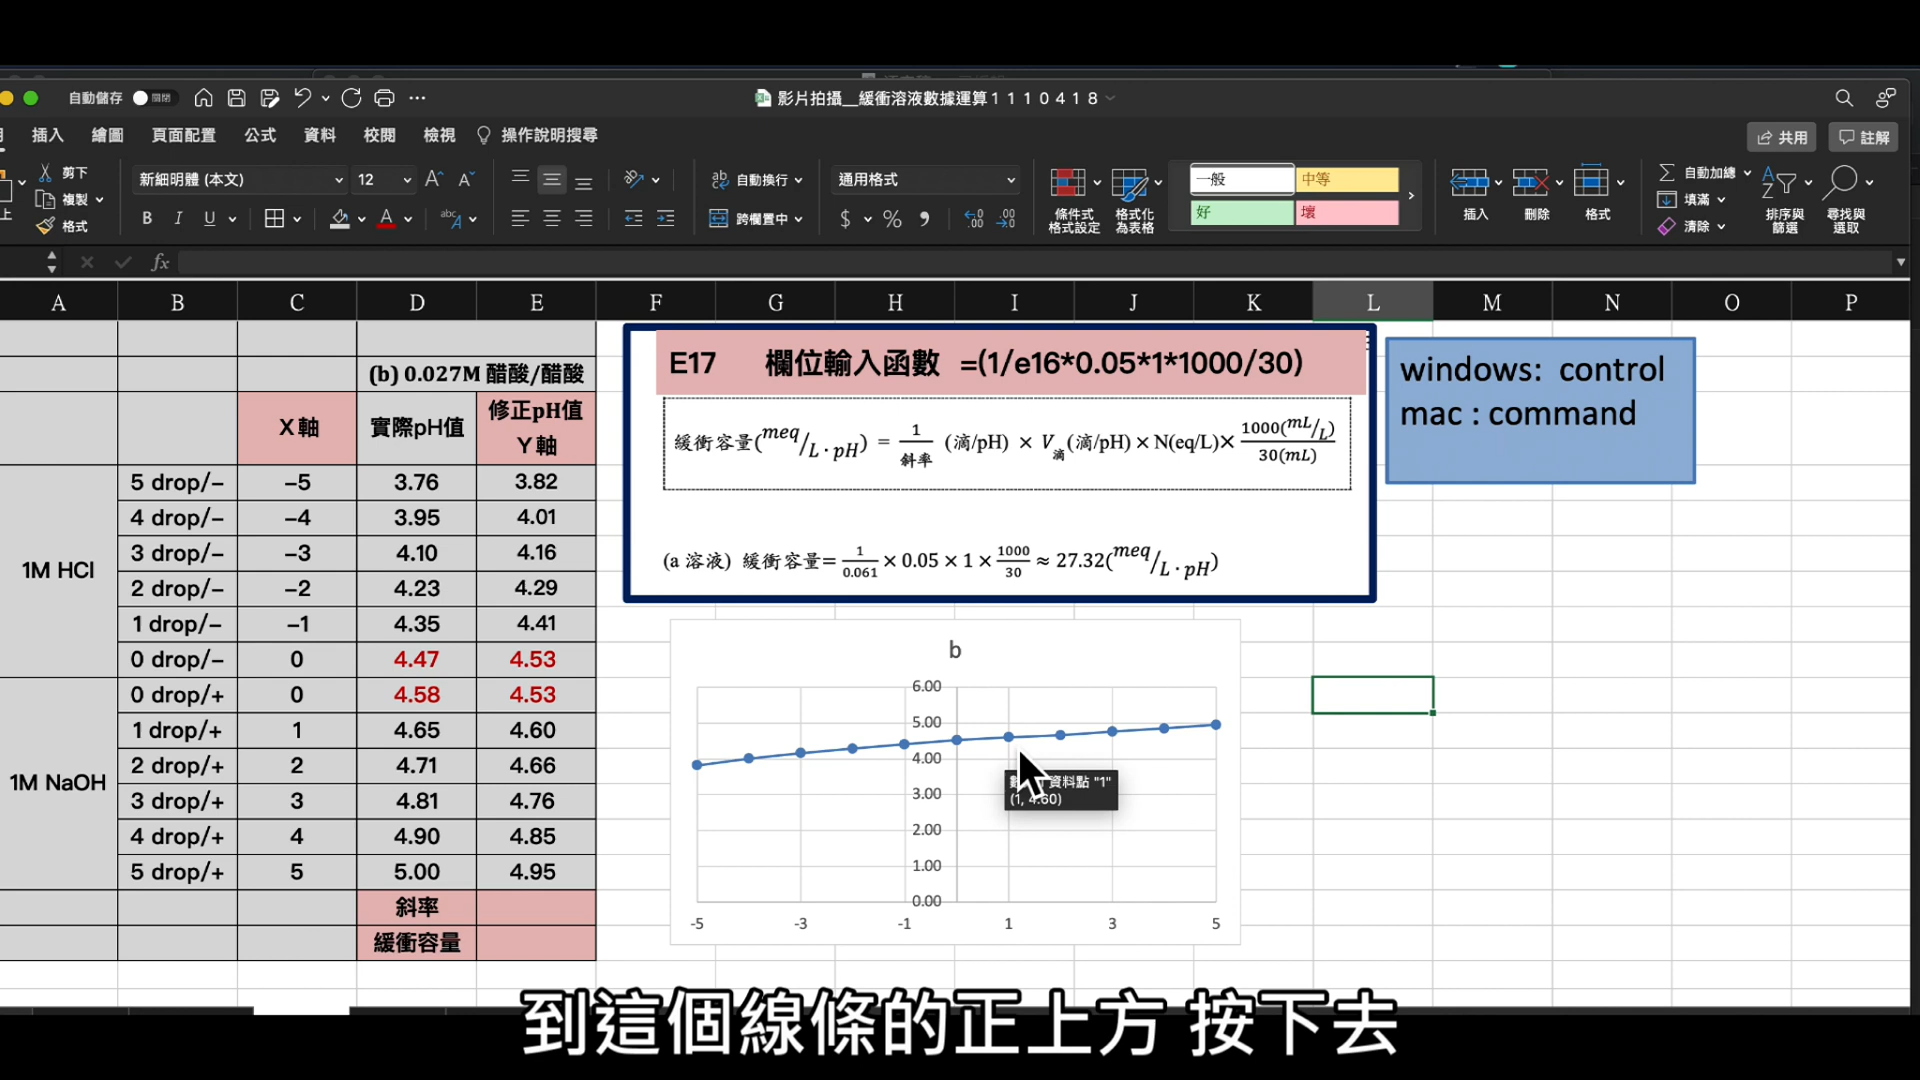 自動儲存 關閉
影片拍攝__緩衝溶液數據運算1110418
插入 繪圖 頁面配置 公式 資料 校閱 檢視 操作說明搜尋
共用 註解
剪下
複製
格式
新細明體 (本文) 12
B I U
自動換行
跨欄置中
通用格式
$ %
條件式
格式設定
格式化
為表格
一般 中等
好 壞
插入 刪除 格式
自動加總
填滿
清除
排序與
篩選
尋找與
選取
fx
A B C D E F G H I J K L M N O P
(b) 0.027M 醋酸/醋酸
X軸 實際pH值 修正pH值
Y軸
1M HCl
5 drop/− −5 3.76 3.82
4 drop/− −4 3.95 4.01
3 drop/− −3 4.10 4.16
2 drop/− −2 4.23 4.29
1 drop/− −1 4.35 4.41
0 drop/− 0 4.47 4.53
1M NaOH
0 drop/+ 0 4.58 4.53
1 drop/+ 1 4.65 4.60
2 drop/+ 2 4.71 4.66
3 drop/+ 3 4.81 4.76
4 drop/+ 4 4.90 4.85
5 drop/+ 5 5.00 4.95
斜率
緩衝容量
E17 欄位輸入函數 =(1/e16*0.05*1*1000/30)
緩衝容量(meq/L·pH) = 1/斜率 (滴/pH) × V滴(滴/pH) × N(eq/L)× 1000(mL/L)/30(mL)
(a 溶液) 緩衝容量= 1/0.061 × 0.05 × 1 × 1000/30 ≈ 27.32(meq/L·pH)
windows: control
mac : command
b
6.00
5.00
4.00
3.00
2.00
1.00
0.00
-5 -3 -1 1 3 5
資料點 "1"
(1, 4.60)
到這個線條的正上方 按下去